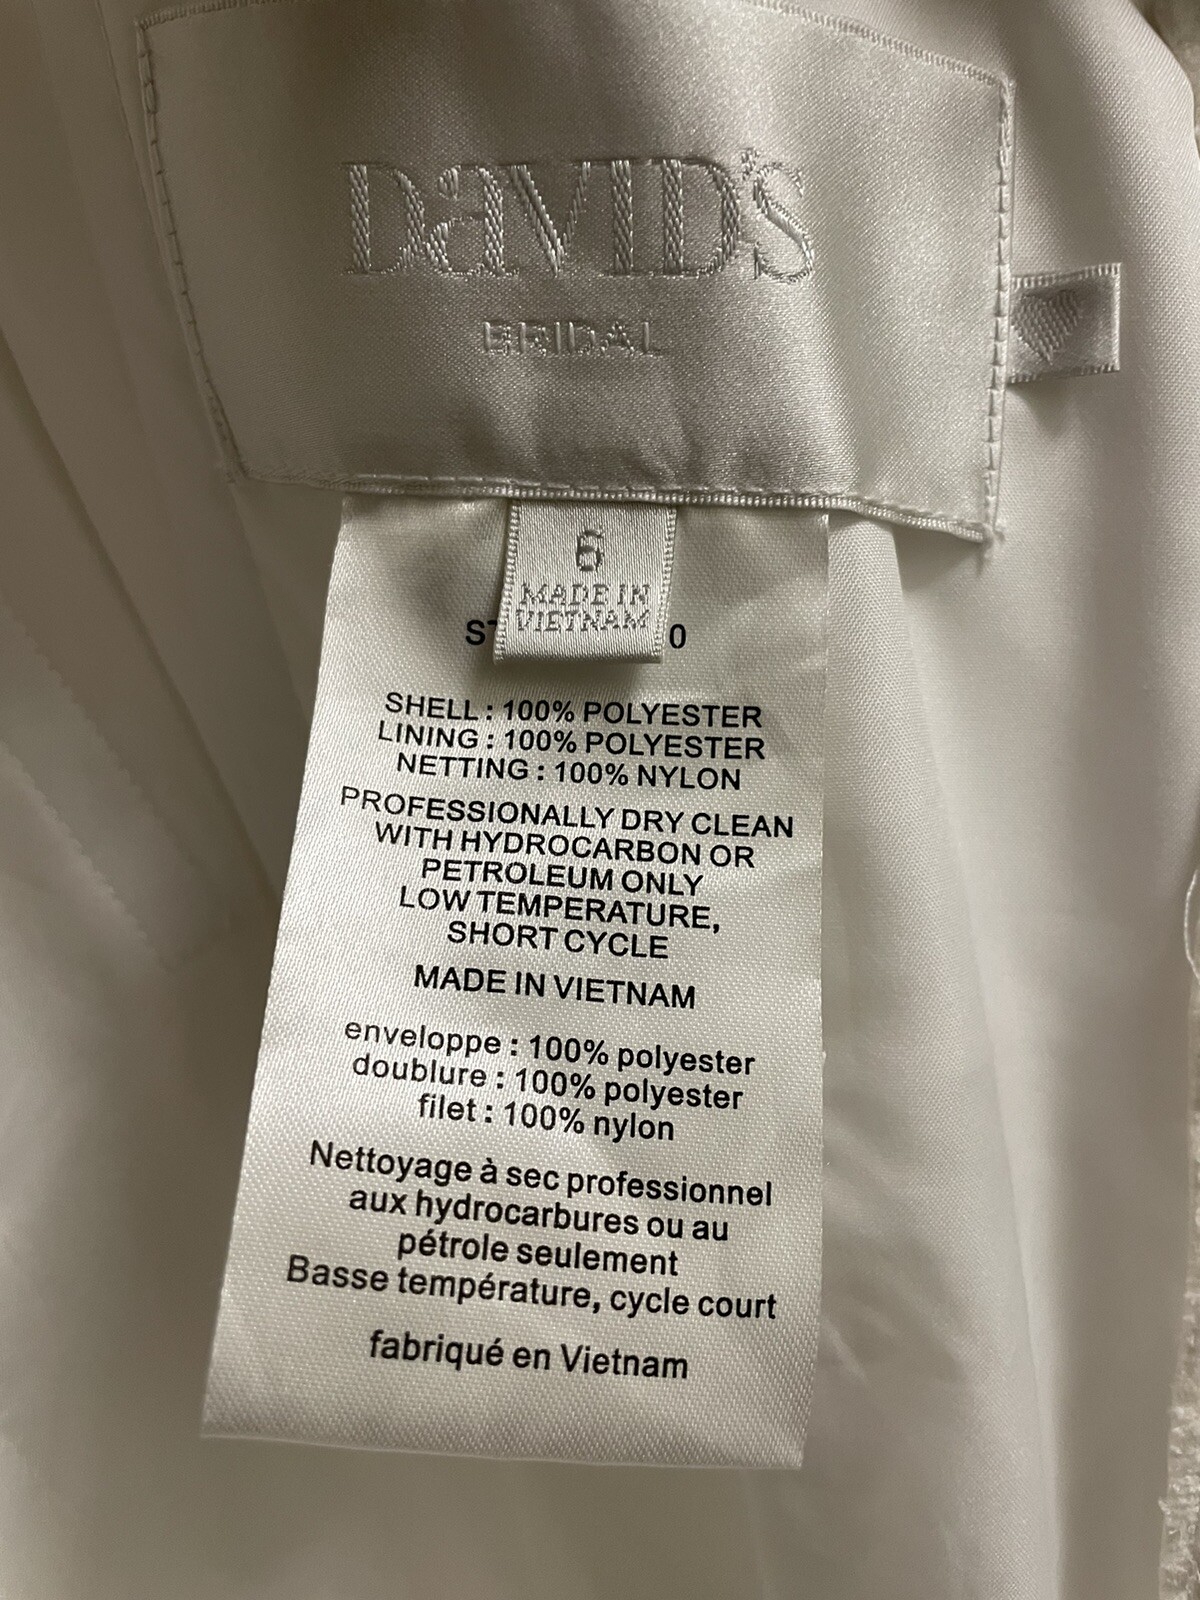 DAVID'S
BRIDAL
6
MADE IN
VIETNAM
SHELL : 100% POLYESTER
LINING : 100% POLYESTER
NETTING : 100% NYLON
PROFESSIONALLY DRY CLEAN
WITH HYDROCARBON OR
PETROLEUM ONLY
LOW TEMPERATURE,
SHORT CYCLE
MADE IN VIETNAM
enveloppe : 100% polyester
doublure : 100% polyester
filet : 100% nylon
Nettoyage à sec professionnel
aux hydrocarbures ou au
pétrole seulement
Basse température, cycle court
fabriqué en Vietnam